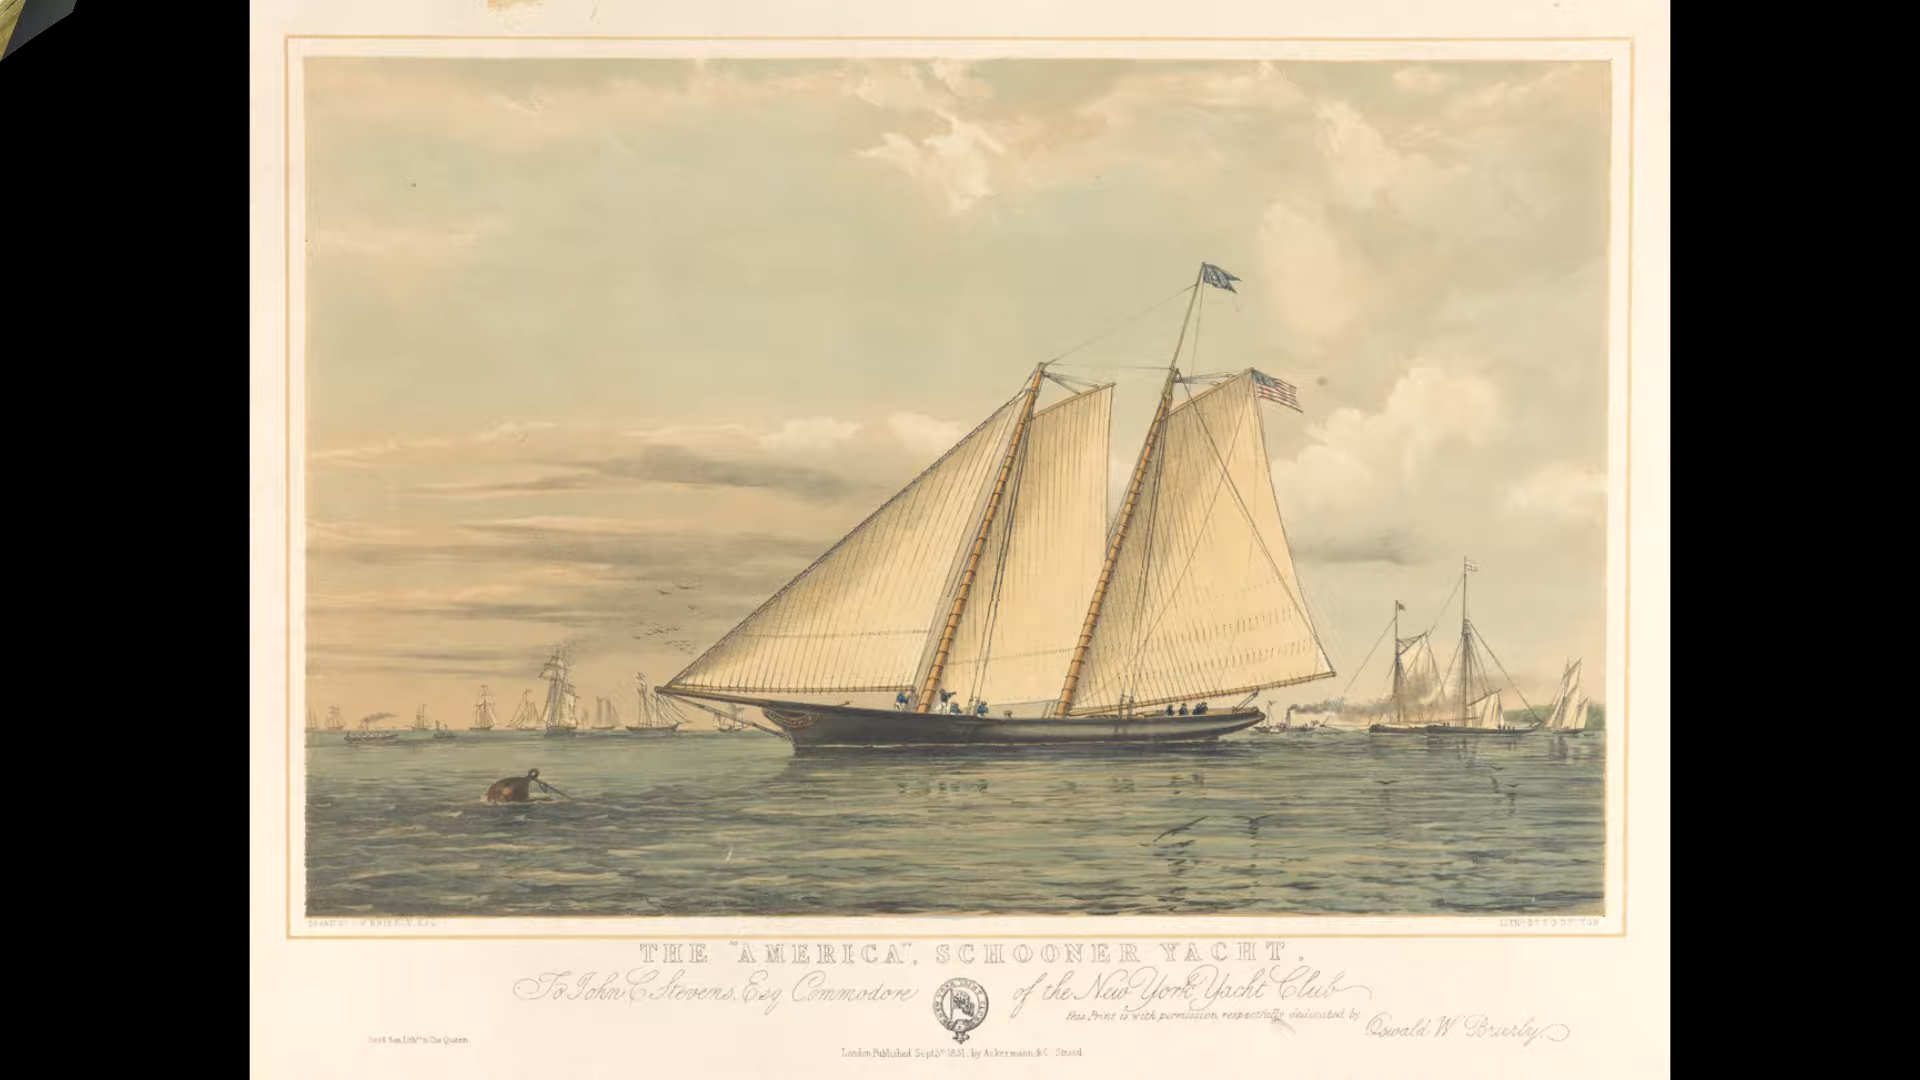 THE "AMERICA", SCHOONER YACHT.
To John C Stevens, Esq, Commodore of the New York Yacht Club
this Print is with permission, respectfully dedicated by
Oswald W Brierly.
London Published Sept 5th 1851, by Ackermann & C Strand